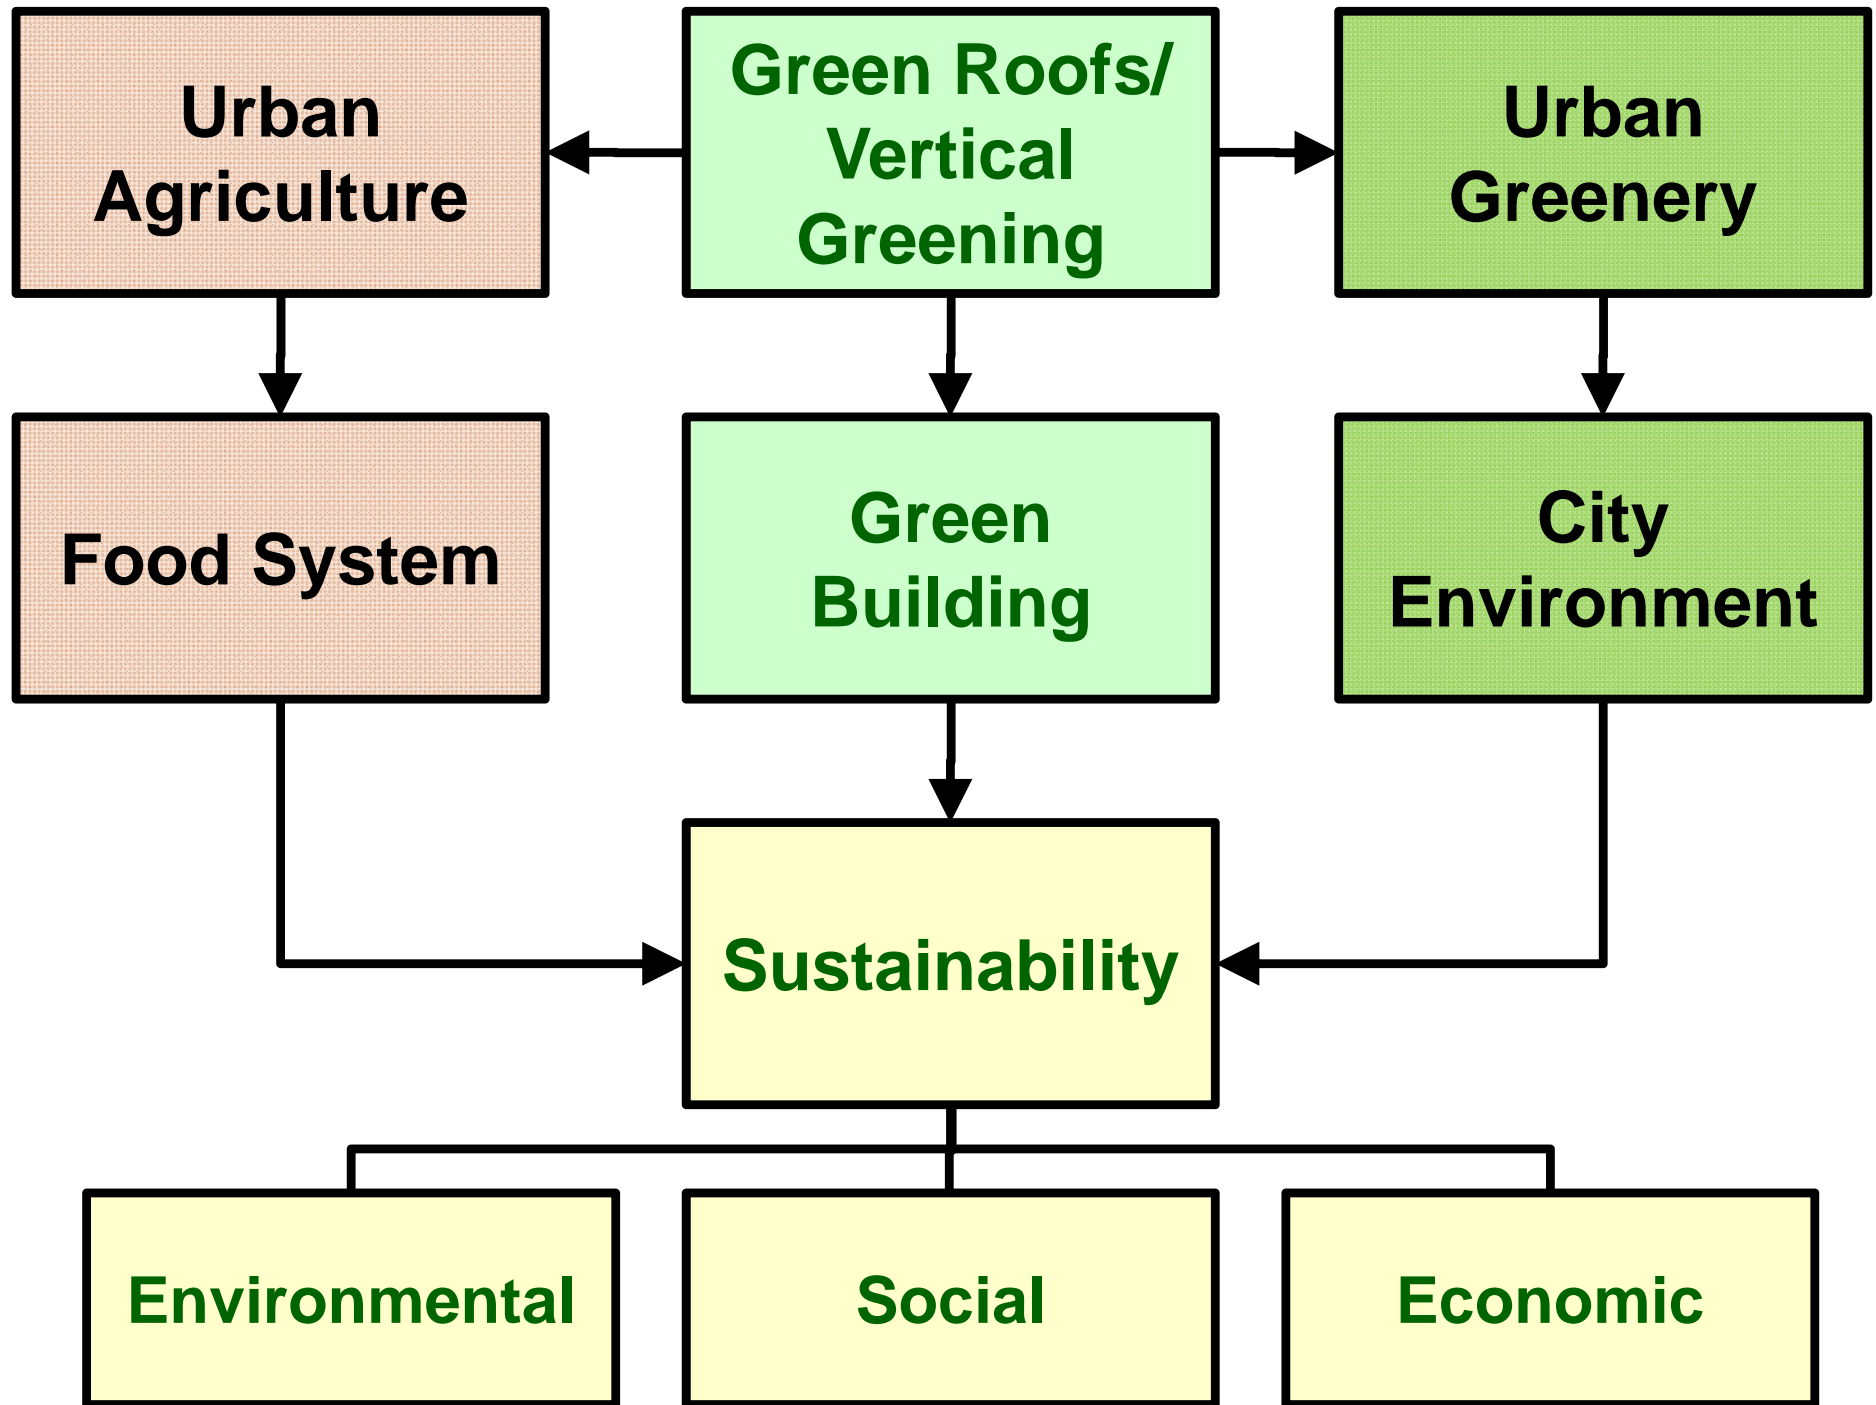 Urban
Agriculture
Green Roofs/
Vertical
Greening
Urban
Greenery
Food System
Green
Building
City
Environment
Sustainability
Environmental
Social
Economic